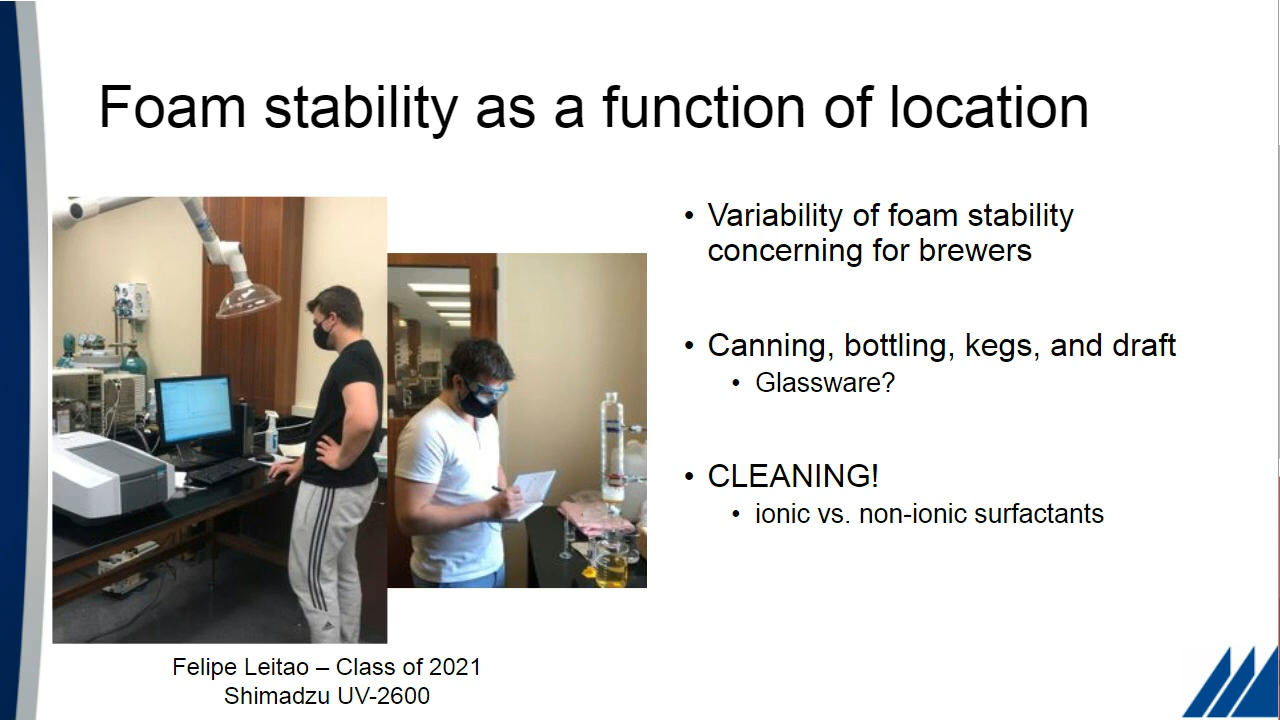 Foam stability as a function of location
• Variability of foam stability
concerning for brewers
• Canning, bottling, kegs, and draft
• Glassware?
• CLEANING!
• ionic vs. non-ionic surfactants
Felipe Leitao – Class of 2021
Shimadzu UV-2600